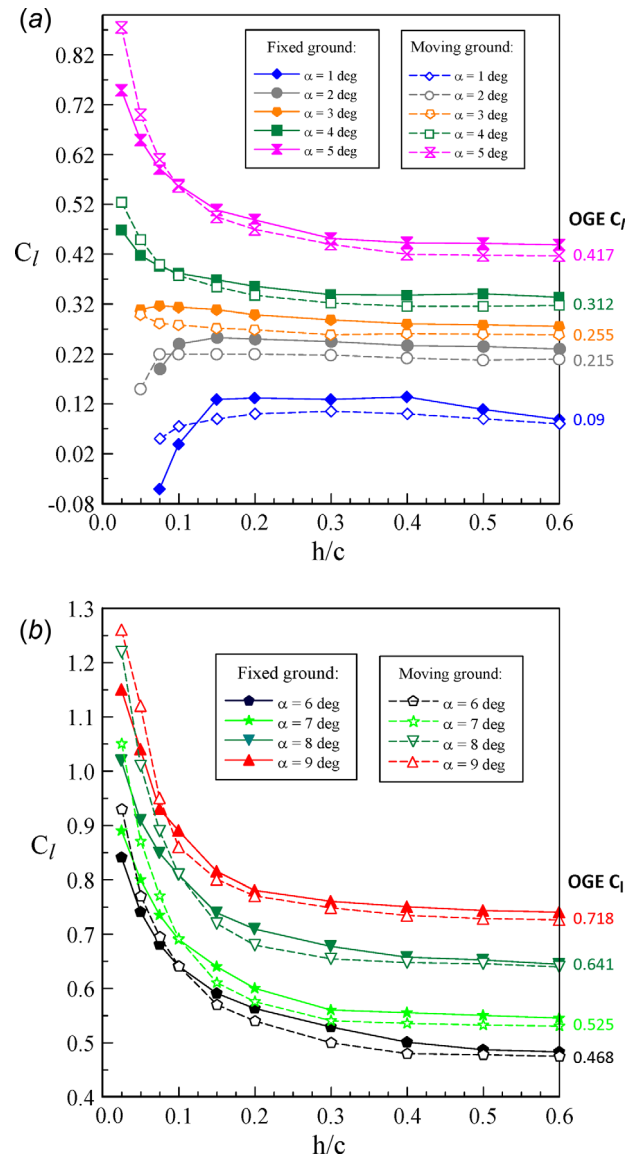 (a)
Fixed ground:
α = 1 deg
α = 2 deg
α = 3 deg
α = 4 deg
α = 5 deg
Moving ground:
α = 1 deg
α = 2 deg
α = 3 deg
α = 4 deg
α = 5 deg
0.82
0.72
0.62
0.52
0.42
0.32
0.22
0.12
0.02
-0.08
C_l
OGE C_l
0.417
0.312
0.255
0.215
0.09
0.0 0.1 0.2 0.3 0.4 0.5 0.6
h/c
(b)
Fixed ground:
α = 6 deg
α = 7 deg
α = 8 deg
α = 9 deg
Moving ground:
α = 6 deg
α = 7 deg
α = 8 deg
α = 9 deg
1.3
1.2
1.1
1.0
0.9
0.8
0.7
0.6
0.5
0.4
C_l
OGE C_l
0.718
0.641
0.525
0.468
0.0 0.1 0.2 0.3 0.4 0.5 0.6
h/c